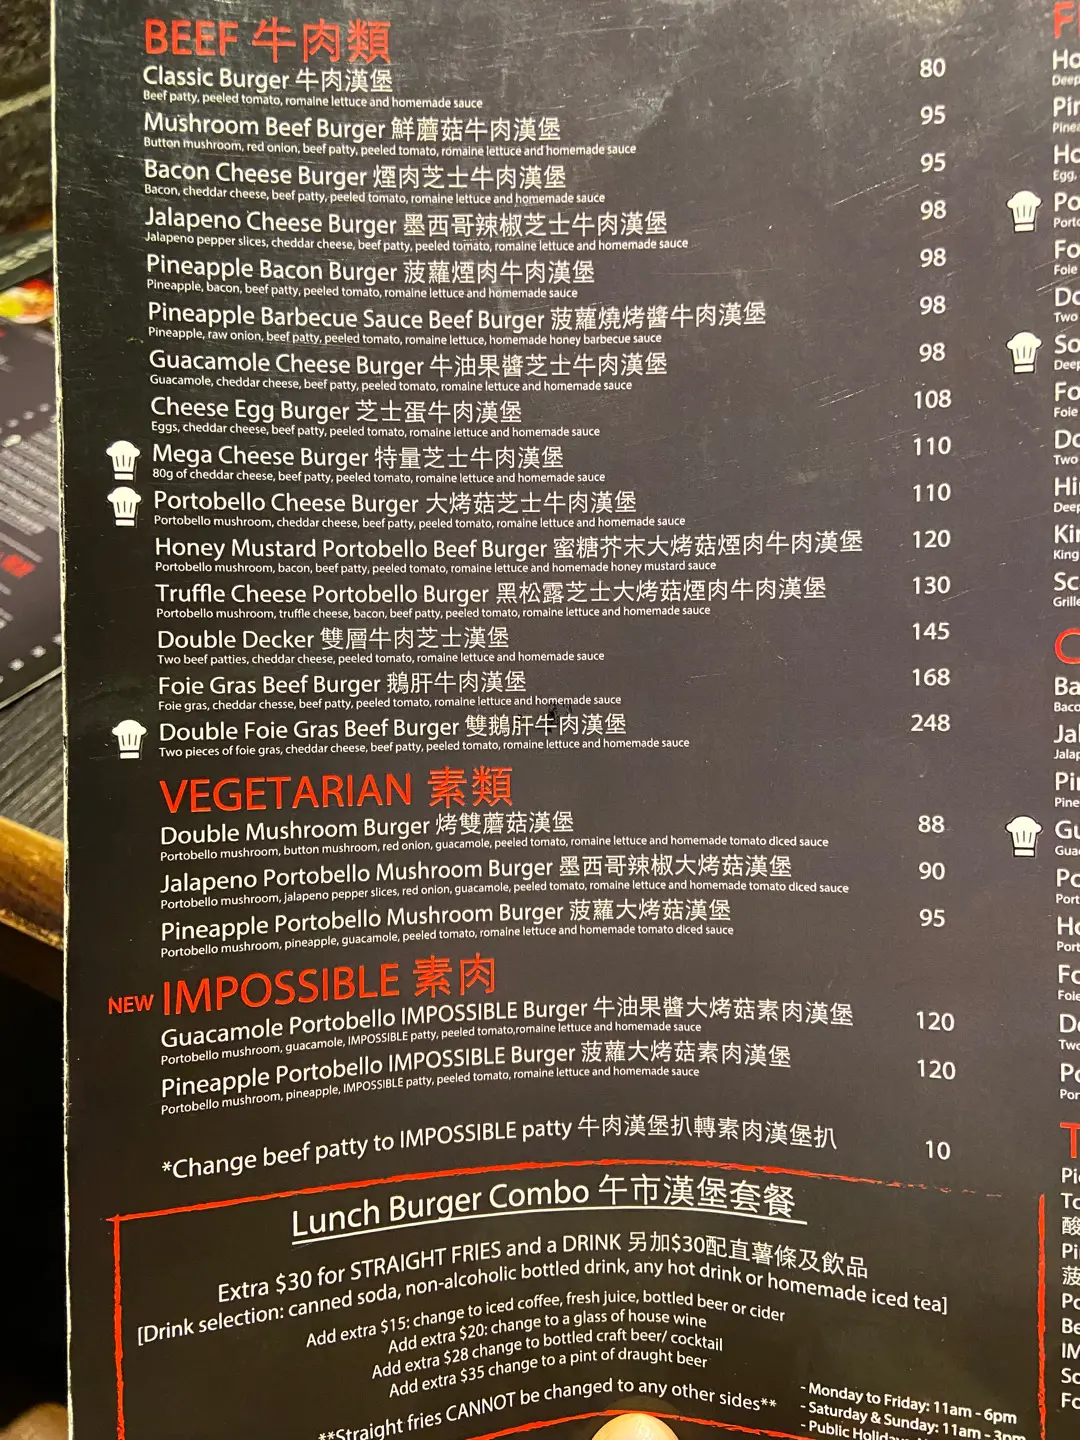 BEEF 牛肉類
Classic Burger 牛肉漢堡 80
Beef patty, peeled tomato, romaine lettuce and homemade sauce
Mushroom Beef Burger 鮮蘑菇牛肉漢堡 95
Button mushroom, red onion, beef patty, peeled tomato, romaine lettuce and homemade sauce
Bacon Cheese Burger 煙肉芝士牛肉漢堡 95
Bacon, cheddar cheese, beef patty, peeled tomato, romaine lettuce and homemade sauce
Jalapeno Cheese Burger 墨西哥辣椒芝士牛肉漢堡 98
Jalapeno pepper slices, cheddar cheese, beef patty, peeled tomato, romaine lettuce and homemade sauce
Pineapple Bacon Burger 菠蘿煙肉牛肉漢堡 98
Pineapple, bacon, beef patty, peeled tomato, romaine lettuce and homemade sauce
Pineapple Barbecue Sauce Beef Burger 菠蘿燒烤醬牛肉漢堡 98
Pineapple, raw onion, beef patty, peeled tomato, romaine lettuce, homemade honey barbecue sauce
Guacamole Cheese Burger 牛油果醬芝士牛肉漢堡 98
Guacamole, cheddar cheese, beef patty, peeled tomato, romaine lettuce and homemade sauce
Cheese Egg Burger 芝士蛋牛肉漢堡 108
Eggs, cheddar cheese, beef patty, peeled tomato, romaine lettuce and homemade sauce
Mega Cheese Burger 特量芝士牛肉漢堡 110
80g of cheddar cheese, beef patty, peeled tomato, romaine lettuce and homemade sauce
Portobello Cheese Burger 大烤菇芝士牛肉漢堡 110
Portobello mushroom, cheddar cheese, beef patty, peeled tomato, romaine lettuce and homemade sauce
Honey Mustard Portobello Beef Burger 蜜糖芥末大烤菇煙肉牛肉漢堡 120
Portobello mushroom, bacon, beef patty, peeled tomato, romaine lettuce and homemade honey mustard sauce
Truffle Cheese Portobello Burger 黑松露芝士大烤菇煙肉牛肉漢堡 130
Portobello mushroom, truffle cheese, bacon, beef patty, peeled tomato, romaine lettuce and homemade sauce
Double Decker 雙層牛肉芝士漢堡 145
Two beef patties, cheddar cheese, peeled tomato, romaine lettuce and homemade sauce
Foie Gras Beef Burger 鵝肝牛肉漢堡 168
Foie gras, cheddar chesse, beef patty, peeled tomato, romaine lettuce and homemade sauce
Double Foie Gras Beef Burger 雙鵝肝牛肉漢堡 248
Two pieces of foie gras, cheddar cheese, beef patty, peeled tomato, romaine lettuce and homemade sauce
VEGETARIAN 素類
Double Mushroom Burger 烤雙蘑菇漢堡 88
Portobello mushroom, button mushroom, red onion, guacamole, peeled tomato, romaine lettuce and homemade tomato diced sauce
Jalapeno Portobello Mushroom Burger 墨西哥辣椒大烤菇漢堡 90
Portobello mushroom, jalapeno pepper slices, red onion, guacamole, peeled tomato, romaine lettuce and homemade tomato diced sauce
Pineapple Portobello Mushroom Burger 菠蘿大烤菇漢堡 95
Portobello mushroom, pineapple, guacamole, peeled tomato, romaine lettuce and homemade tomato diced sauce
NEW IMPOSSIBLE 素肉
Guacamole Portobello IMPOSSIBLE Burger 牛油果醬大烤菇素肉漢堡 120
Portobello mushroom, guacamole, IMPOSSIBLE patty, peeled tomato,romaine lettuce and homemade sauce
Pineapple Portobello IMPOSSIBLE Burger 菠蘿大烤菇素肉漢堡 120
Portobello mushroom, pineapple, IMPOSSIBLE patty, peeled tomato, romaine lettuce and homemade sauce
*Change beef patty to IMPOSSIBLE patty 牛肉漢堡扒轉素肉漢堡扒 10
Lunch Burger Combo 午市漢堡套餐
Extra $30 for STRAIGHT FRIES and a DRINK 另加$30配直薯條及飲品
[Drink selection: canned soda, non-alcoholic bottled drink, any hot drink or homemade iced tea]
Add extra $15: change to iced coffee, fresh juice, bottled beer or cider
Add extra $20: change to a glass of house wine
Add extra $28 change to bottled craft beer/ cocktail
Add extra $35 change to a pint of draught beer
**Straight fries CANNOT be changed to any other sides**
- Monday to Friday: 11am - 6pm
- Saturday & Sunday: 11am - 3pm
- Public